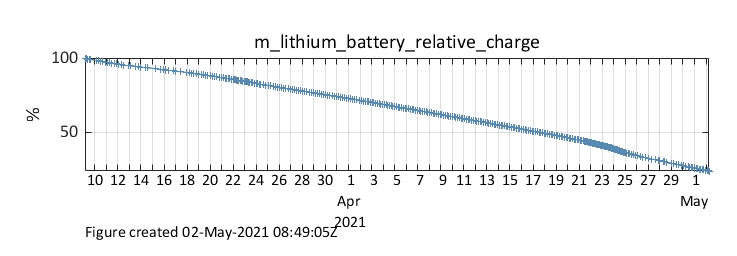 m_lithium_battery_relative_charge
100
50
%
10 12 14 16 18 20 22 24 26 28 30 1 3 5 7 9 11 13 15 17 19 21 23 25 27 29 1
Apr May
2021
Figure created 02-May-2021 08:49:05Z